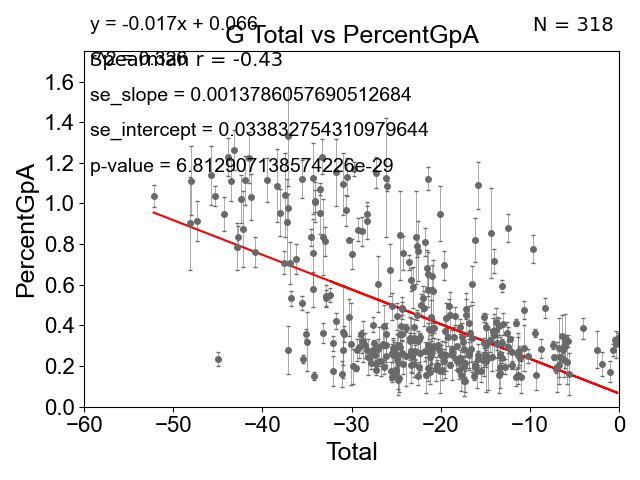 y = -0.017x + 0.066
N = 318
G Total vs PercentGpA
Spearman r = -0.43
se_slope = 0.0013786057690512684
se_intercept = 0.033832754310979644
p-value = 6.812907138574226e-29
PercentGpA
1.6
1.4
1.2
1.0
0.8
0.6
0.4
0.2
0.0
−60 −50 −40 −30 −20 −10 0
Total